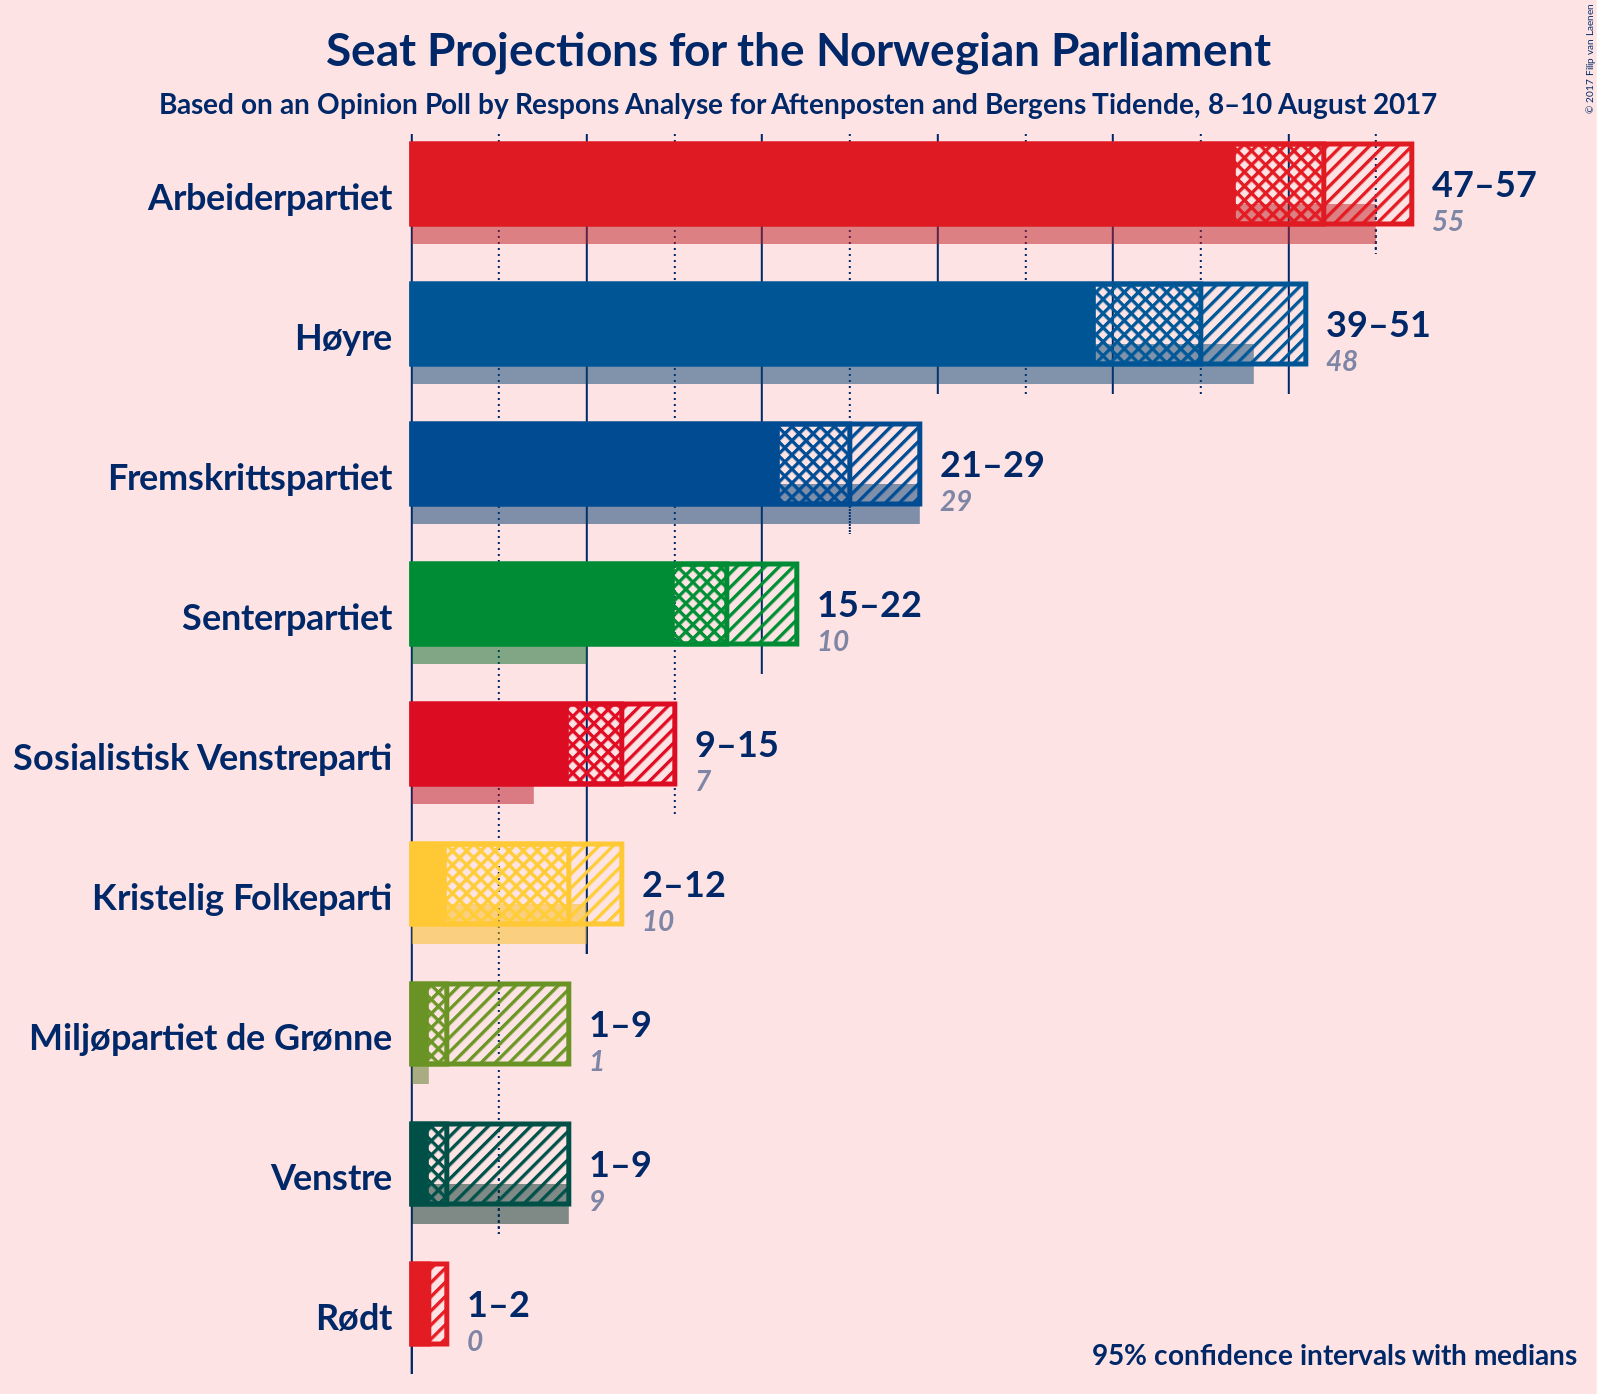 Seat Projections for the Norwegian Parliament
Based on an Opinion Poll by Respons Analyse for Aftenposten and Bergens Tidende, 8–10 August 2017
© 2017 Filip van Laenen
Arbeiderpartiet
47–57
55
Høyre
39–51
48
Fremskrittspartiet
21–29
29
Senterpartiet
15–22
10
Sosialistisk Venstreparti
9–15
7
Kristelig Folkeparti
2–12
10
Miljøpartiet de Grønne
1–9
1
Venstre
1–9
9
Rødt
1–2
0
95% confidence intervals with medians